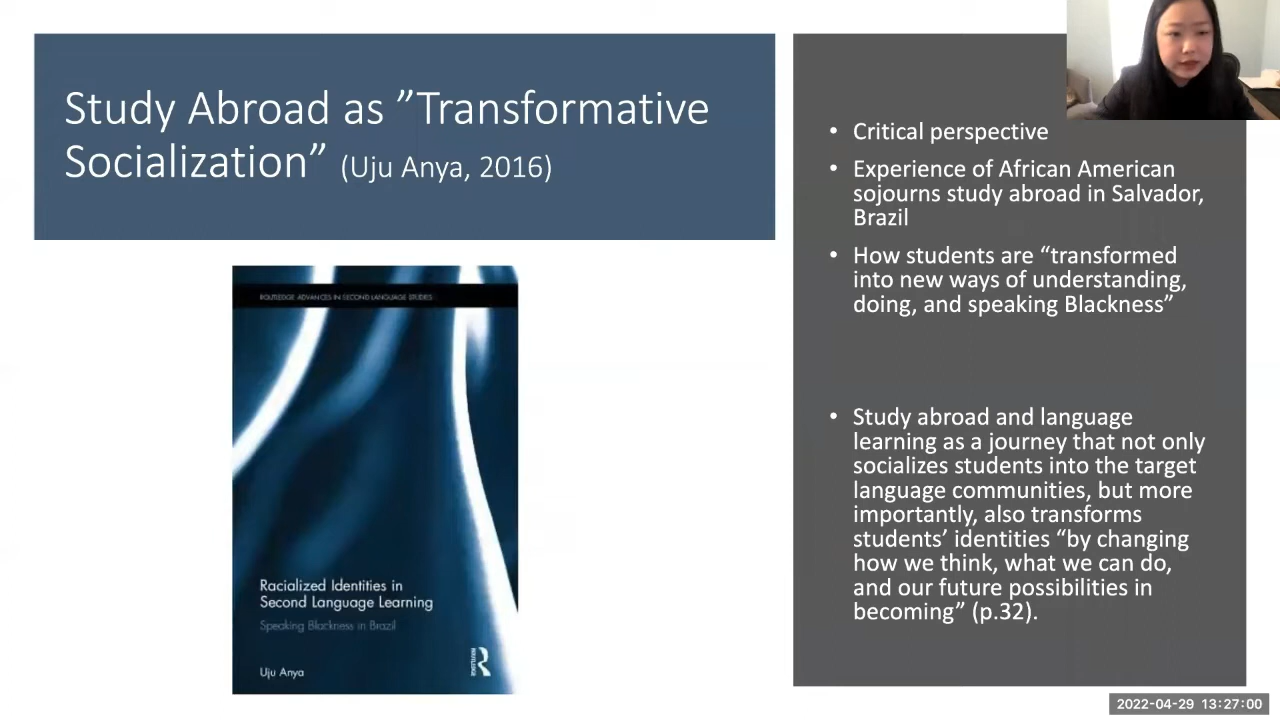 Study Abroad as ”Transformative
Socialization” (Uju Anya, 2016)
ROUTLEDGE ADVANCES IN SECOND LANGUAGE STUDIES
Racialized Identities in
Second Language Learning
Speaking Blackness in Brazil
Uju Anya
ROUTLEDGE
• Critical perspective
• Experience of African American
sojourns study abroad in Salvador,
Brazil
• How students are “transformed
into new ways of understanding,
doing, and speaking Blackness”
• Study abroad and language
learning as a journey that not only
socializes students into the target
language communities, but more
importantly, also transforms
students’ identities “by changing
how we think, what we can do,
and our future possibilities in
becoming” (p.32).
2022-04-29 13:27:00